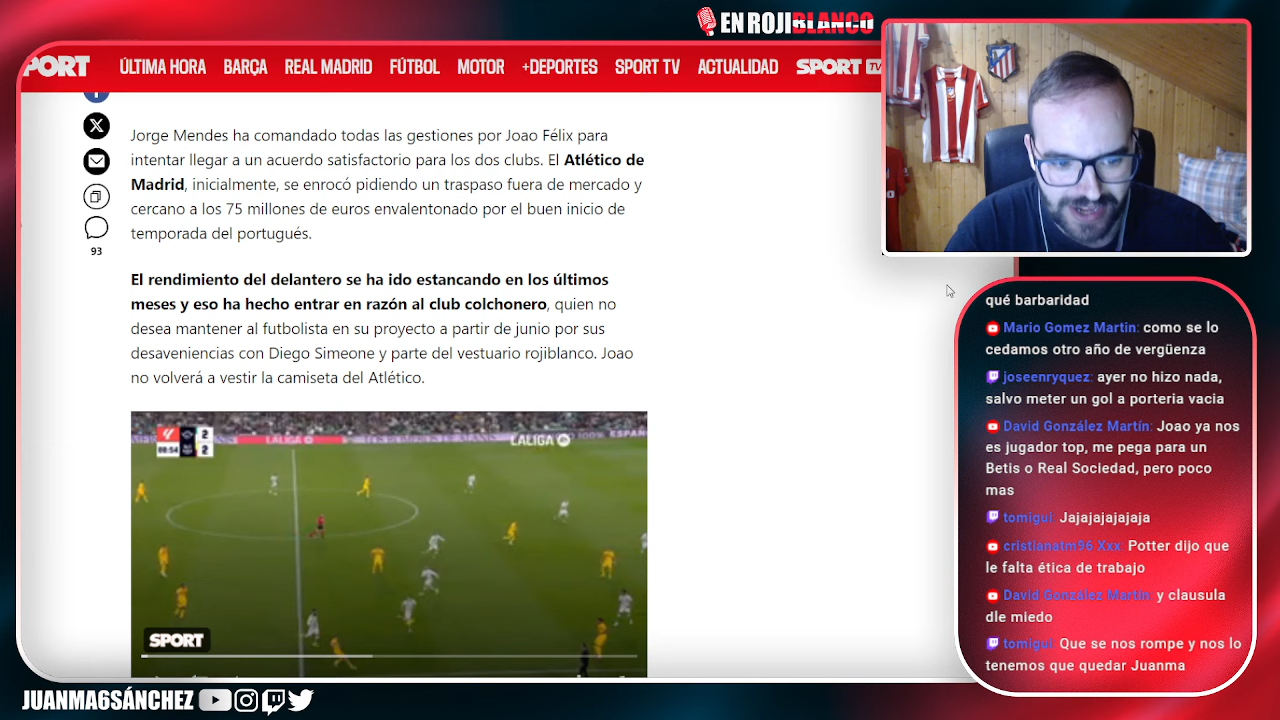 EN ROJIBLANCO
PORT
ÚLTIMA HORA
BARÇA
REAL MADRID
FÚTBOL
MOTOR
+DEPORTES
SPORT TV
ACTUALIDAD
SPORT TV
Jorge Mendes ha comandado todas las gestiones por Joao Félix para
intentar llegar a un acuerdo satisfactorio para los dos clubs. El Atlético de
Madrid, inicialmente, se enrocó pidiendo un traspaso fuera de mercado y
cercano a los 75 millones de euros envalentonado por el buen inicio de
temporada del portugués.
93
El rendimiento del delantero se ha ido estancando en los últimos
meses y eso ha hecho entrar en razón al club colchonero, quien no
desea mantener al futbolista en su proyecto a partir de junio por sus
desaveniencias con Diego Simeone y parte del vestuario rojiblanco. Joao
no volverá a vestir la camiseta del Atlético.
2
2
LALIGA
LALIGA
SPORT
qué barbaridad
Mario Gomez Martin: como se lo
cedamos otro año de vergüenza
joseenryquez: ayer no hizo nada,
salvo meter un gol a porteria vacia
David González Martín: Joao ya nos
es jugador top, me pega para un
Betis o Real Sociedad, pero poco
mas
tomigui: Jajajajajajaja
cristianatm96 Xxx: Potter dijo que
le falta ética de trabajo
David González Martín: y clausula
dle miedo
tomigui: Que se nos rompe y nos lo
tenemos que quedar Juanma
JUANMA6SÁNCHEZ